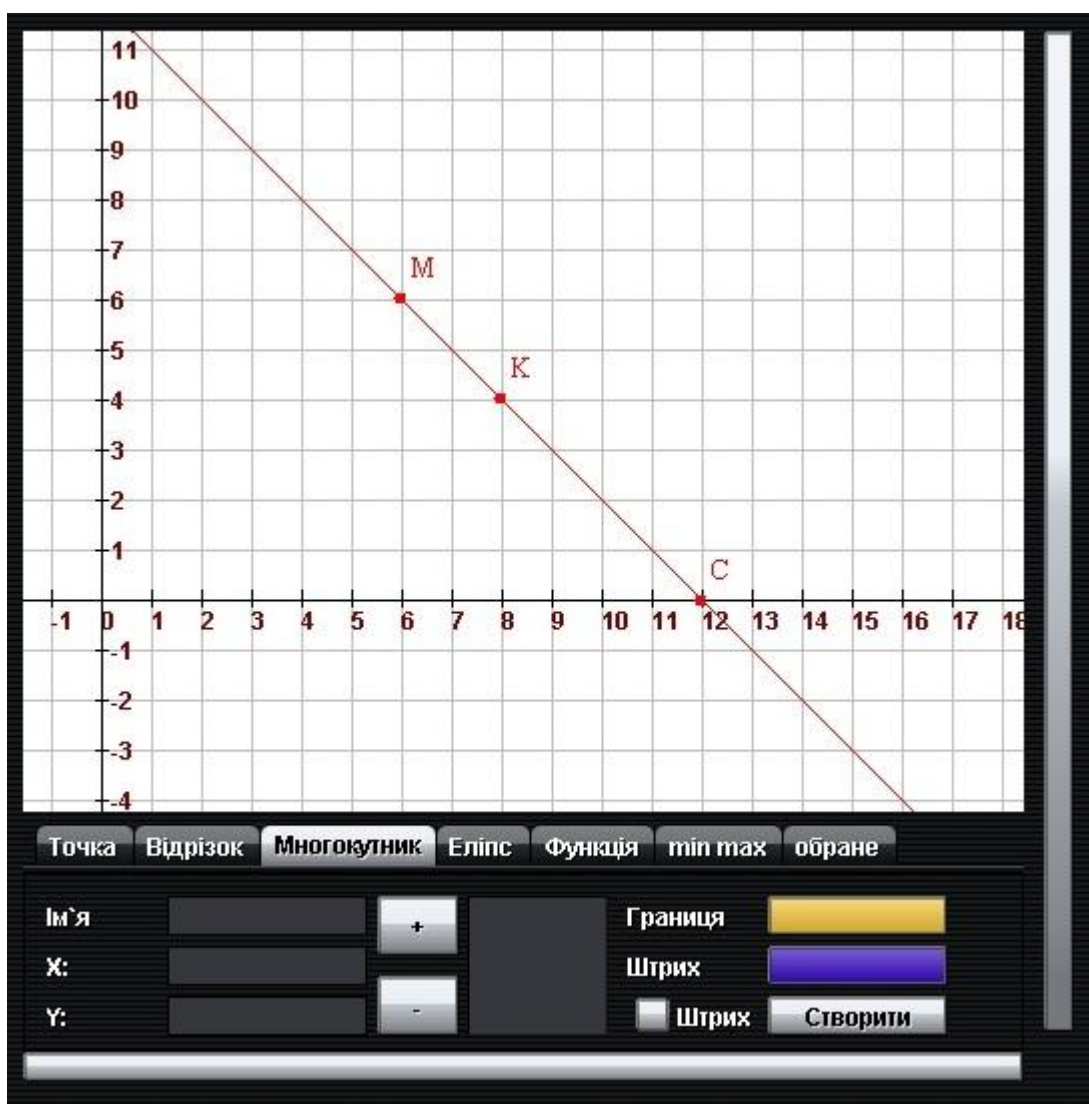 11
10
9
8
7
M
6
5
K
4
3
2
1
C
-1 0 1 2 3 4 5 6 7 8 9 10 11 12 13 14 15 16 17 18
-1
-2
-3
-4
Точка Відрізок Многокутник Еліпс Функція min max обране
Ім`я + Границя
X: Штрих
Y: - Штрих Створити